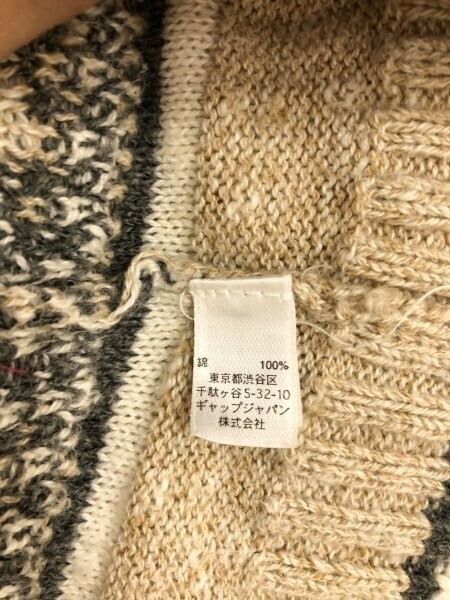 綿 100%
東京都渋谷区
千駄ヶ谷5-32-10
ギャップジャパン
株式会社